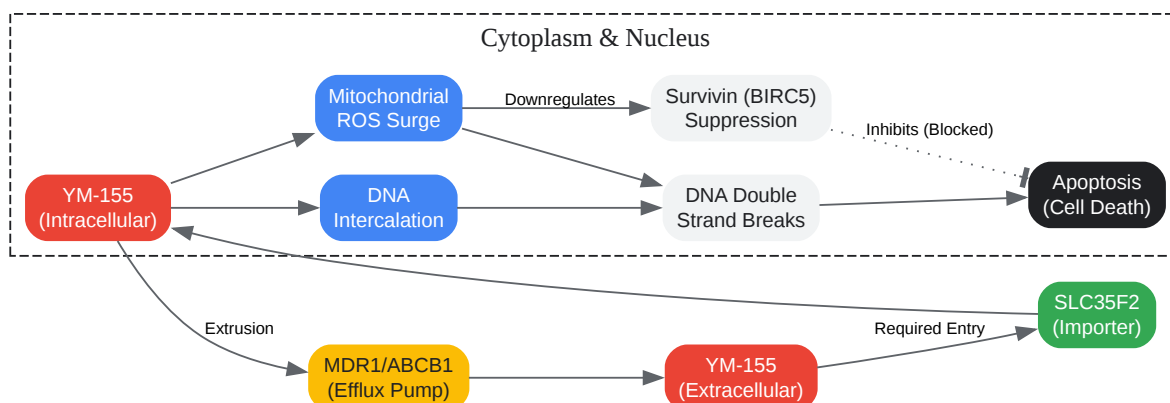 Cytoplasm & Nucleus
Mitochondrial
ROS Surge
Downregulates
Survivin (BIRC5)
Suppression
Inhibits (Blocked)
YM-155
(Intracellular)
DNA
Intercalation
DNA Double
Strand Breaks
Apoptosis
(Cell Death)
Extrusion
MDR1/ABCB1
(Efflux Pump)
YM-155
(Extracellular)
Required Entry
SLC35F2
(Importer)